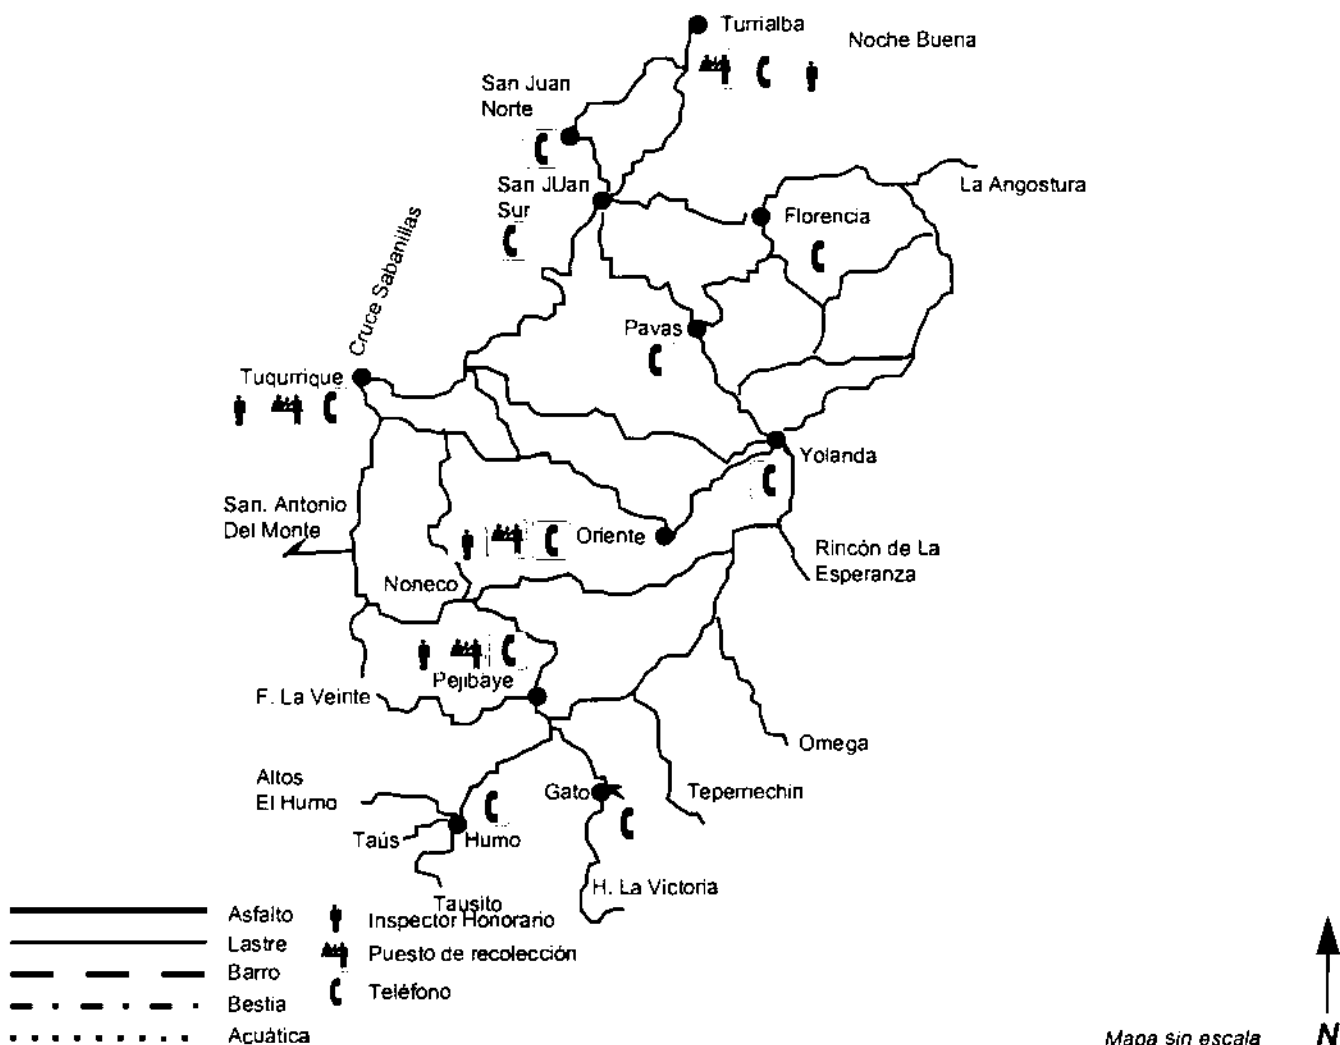 Turrialba
Noche Buena
San Juan
Norte
La Angostura
San JUan
Sur
Florencia
Cruce Sabanillas
Pavas
Tuqurrique
Yolanda
San. Antonio
Del Monte
Oriente
Rincón de La
Esperanza
Noneco
Pejibaye
F. La Veinte
Omega
Altos
El Humo
Gato
Tepemechin
Taús
Humo
H. La Victoria
Tausito
Asfalto
Inspector Honorario
Lastre
Puesto de recolección
Barro
Teléfono
Bestia
Acuática
Mapa sin escala
N